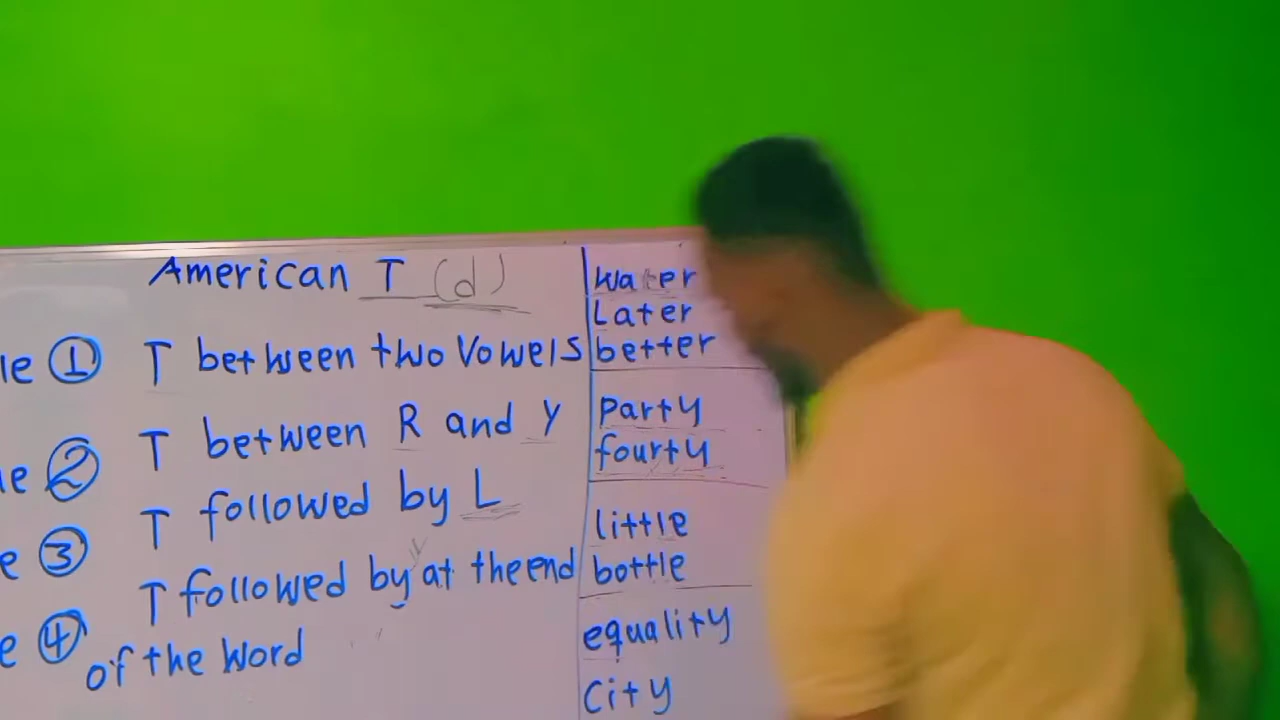 American T (d)
le ① T between two Vowels
le ② T between R and Y
e ③ T followed by L
e ④ T followed by y at the end
of the Word
Water
Later
better
Party
fourty
little
bottle
equality
City